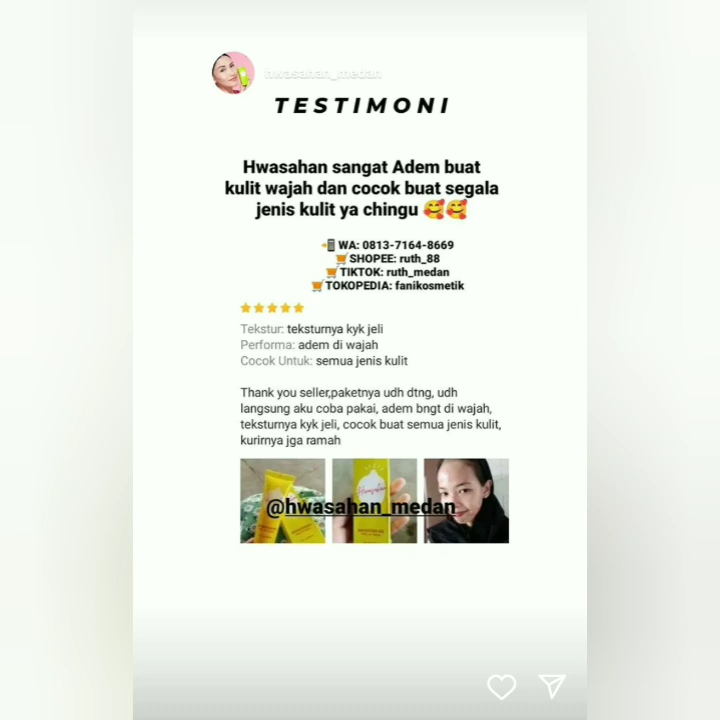 hwasahan_medan
TESTIMONI
Hwasahan sangat Adem buat
kulit wajah dan cocok buat segala
jenis kulit ya chingu 🥰🥰
📲 WA: 0813-7164-8669
🛒SHOPEE: ruth_88
🛒TIKTOK: ruth_medan
🛒TOKOPEDIA: fanikosmetik
Tekstur: teksturnya kyk jeli
Performa: adem di wajah
Cocok Untuk: semua jenis kulit
Thank you seller,paketnya udh dtng, udh
langsung aku coba pakai, adem bngt di wajah,
teksturnya kyk jeli, cocok buat semua jenis kulit,
kurirnya jga ramah
@hwasahan_medan